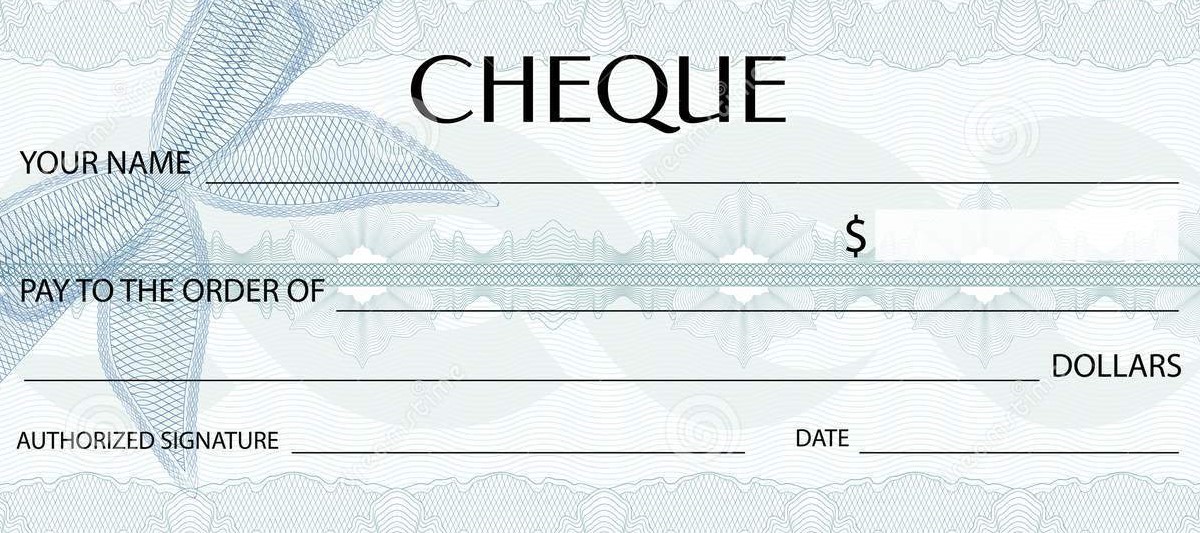 CHEQUE
YOUR NAME
$
PAY TO THE ORDER OF
DOLLARS
AUTHORIZED SIGNATURE DATE